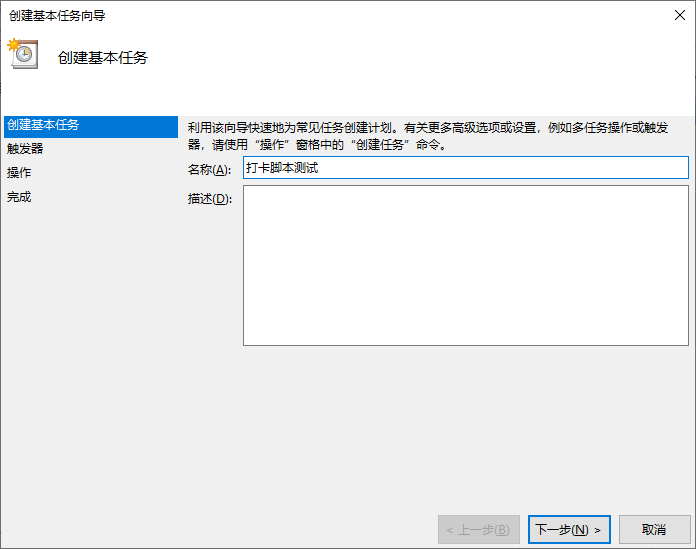 创建基本任务向导
创建基本任务
创建基本任务
触发器
操作
完成
利用该向导快速地为常见任务创建计划。有关更多高级选项或设置，例如多任务操作或触发
器，请使用“操作”窗格中的“创建任务”命令。
名称(A):
打卡脚本测试
描述(D):
< 上一步(B)
下一步(N) >
取消